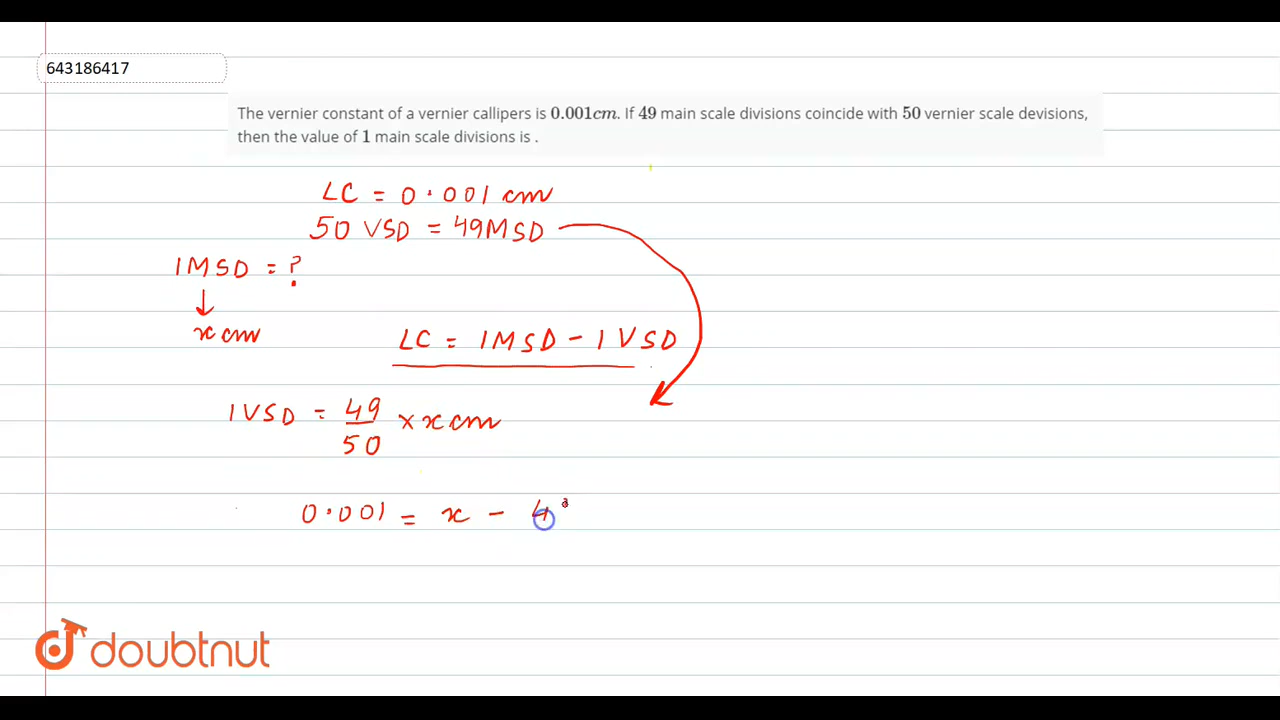 643186417
The vernier constant of a vernier callipers is 0.001cm. If 49 main scale divisions coincide with 50 vernier scale devisions,
then the value of 1 main scale divisions is .
LC = 0.001 cm
50 VSD = 49MSD
1MSD = ?
x cm
LC = 1MSD - 1VSD
1VSD = 49/50 × x cm
0.001 = x - 4
doubtnut